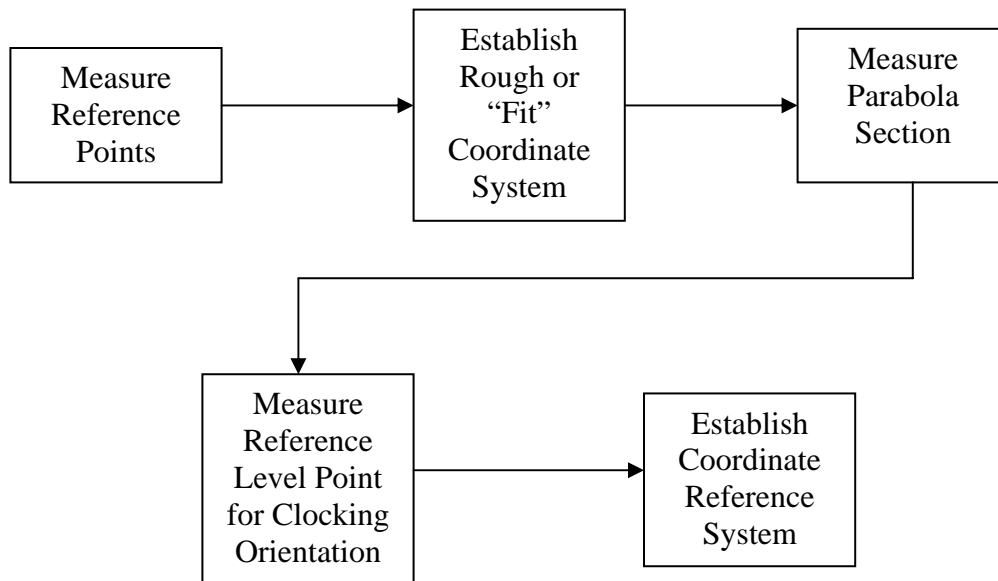 Measure
Reference
Points
Establish
Rough or
“Fit”
Coordinate
System
Measure
Parabola
Section
Measure
Reference
Level Point
for Clocking
Orientation
Establish
Coordinate
Reference
System